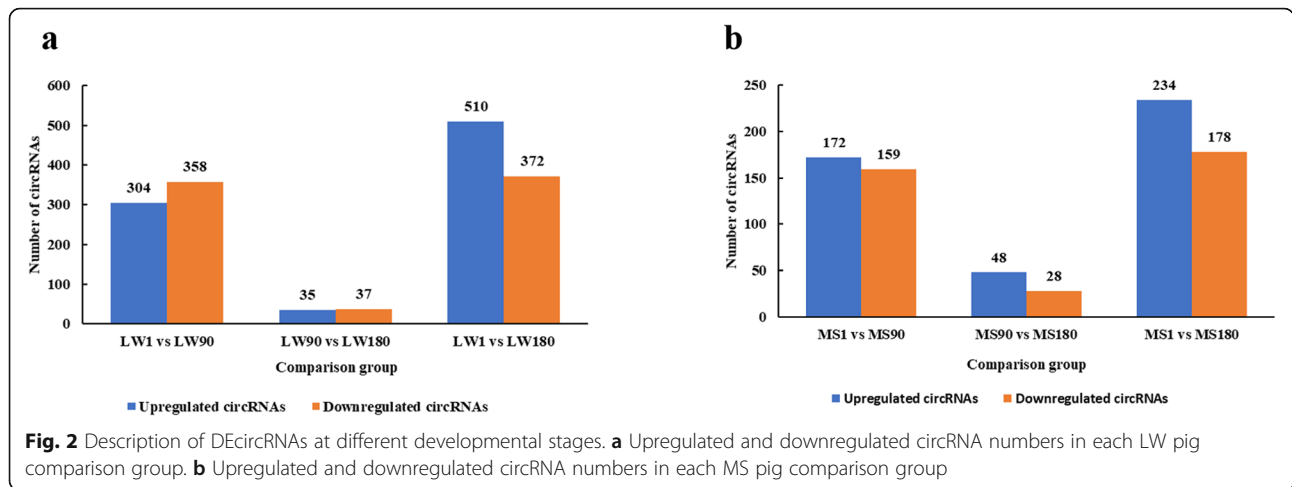 a
Number of circRNAs
600
500
400
300
200
100
0
304
358
35
37
510
372
LW1 vs LW90
LW90 vs LW180
LW1 vs LW180
Comparison group
Upregulated circRNAs
Downregulated circRNAs
b
Number of circRNAs
250
200
150
100
50
0
172
159
48
28
234
178
MS1 vs MS90
MS90 vs MS180
MS1 vs MS180
Comparison group
Upregulated circRNAs
Downregulated circRNAs
Fig. 2 Description of DEcircRNAs at different developmental stages. a Upregulated and downregulated circRNA numbers in each LW pig
comparison group. b Upregulated and downregulated circRNA numbers in each MS pig comparison group